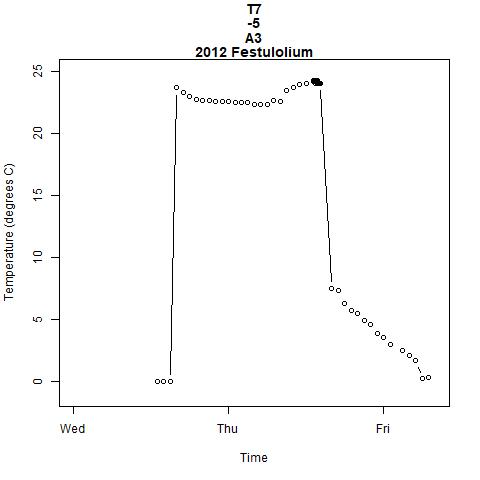 T7
-5
A3
2012 Festulolium
25
20
15
10
5
0
Temperature (degrees C)
Wed Thu Fri
Time